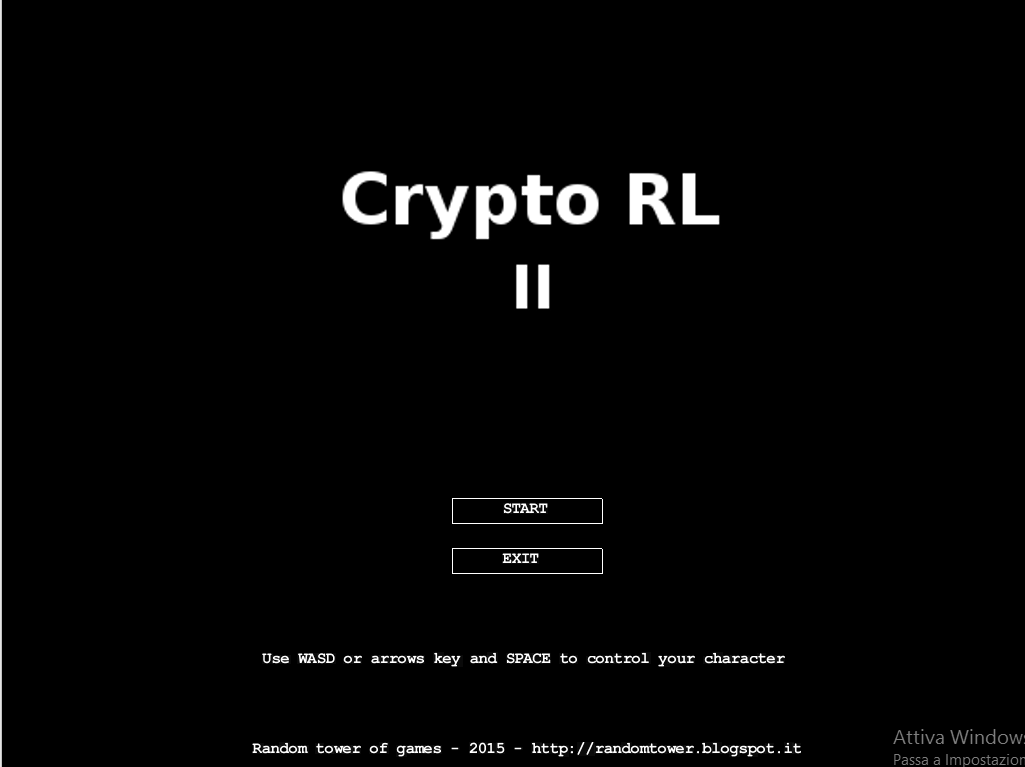 Crypto RL
II
START
EXIT
Use WASD or arrows key and SPACE to control your character
Random tower of games - 2015 - http://randomtower.blogspot.it
Attiva Windows
Passa a